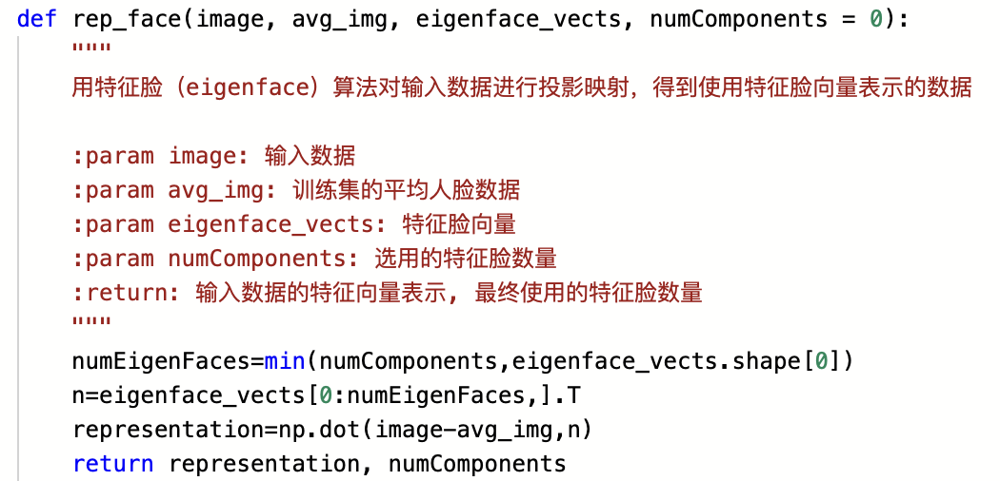 def rep_face(image, avg_img, eigenface_vects, numComponents = 0):
"""
用特征脸（eigenface）算法对输入数据进行投影映射，得到使用特征脸向量表示的数据
:param image: 输入数据
:param avg_img: 训练集的平均人脸数据
:param eigenface_vects: 特征脸向量
:param numComponents: 选用的特征脸数量
:return: 输入数据的特征向量表示, 最终使用的特征脸数量
"""
numEigenFaces=min(numComponents,eigenface_vects.shape[0])
n=eigenface_vects[0:numEigenFaces,].T
representation=np.dot(image-avg_img,n)
return representation, numComponents